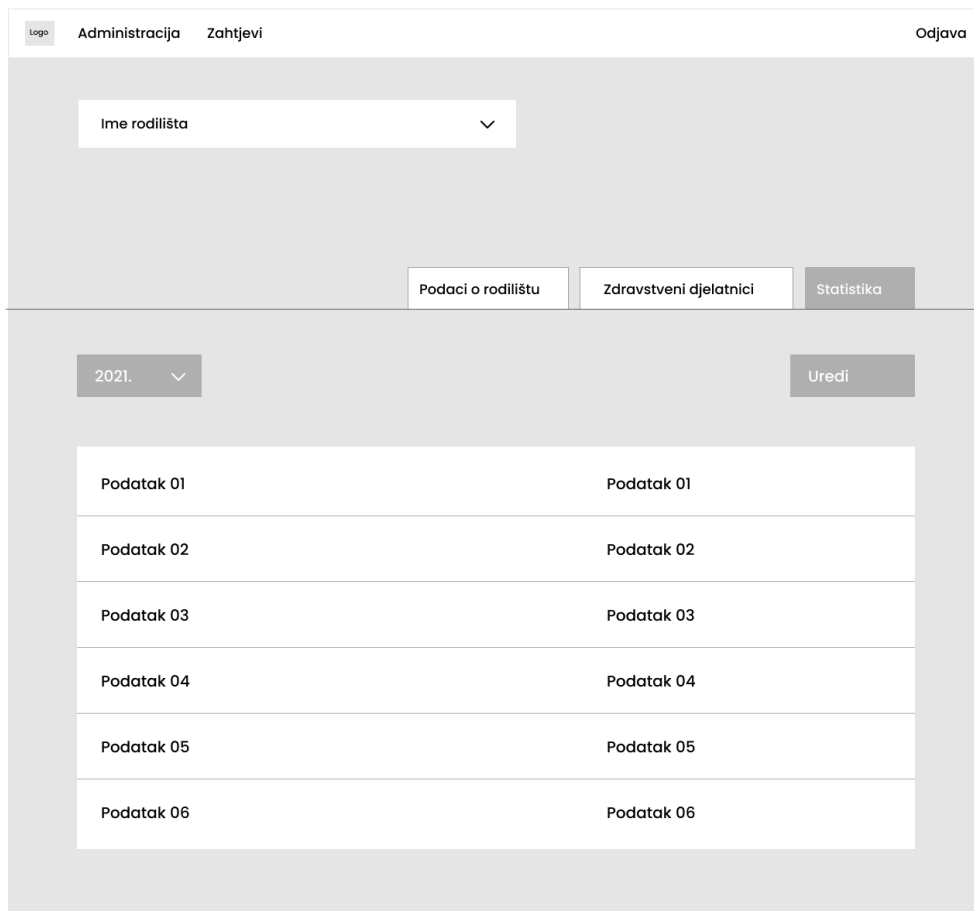 Logo Administracija Zahtjevi Odjava
Ime rodilišta
Podaci o rodilištu Zdravstveni djelatnici Statistika
2021. Uredi
Podatak 01 Podatak 01
Podatak 02 Podatak 02
Podatak 03 Podatak 03
Podatak 04 Podatak 04
Podatak 05 Podatak 05
Podatak 06 Podatak 06